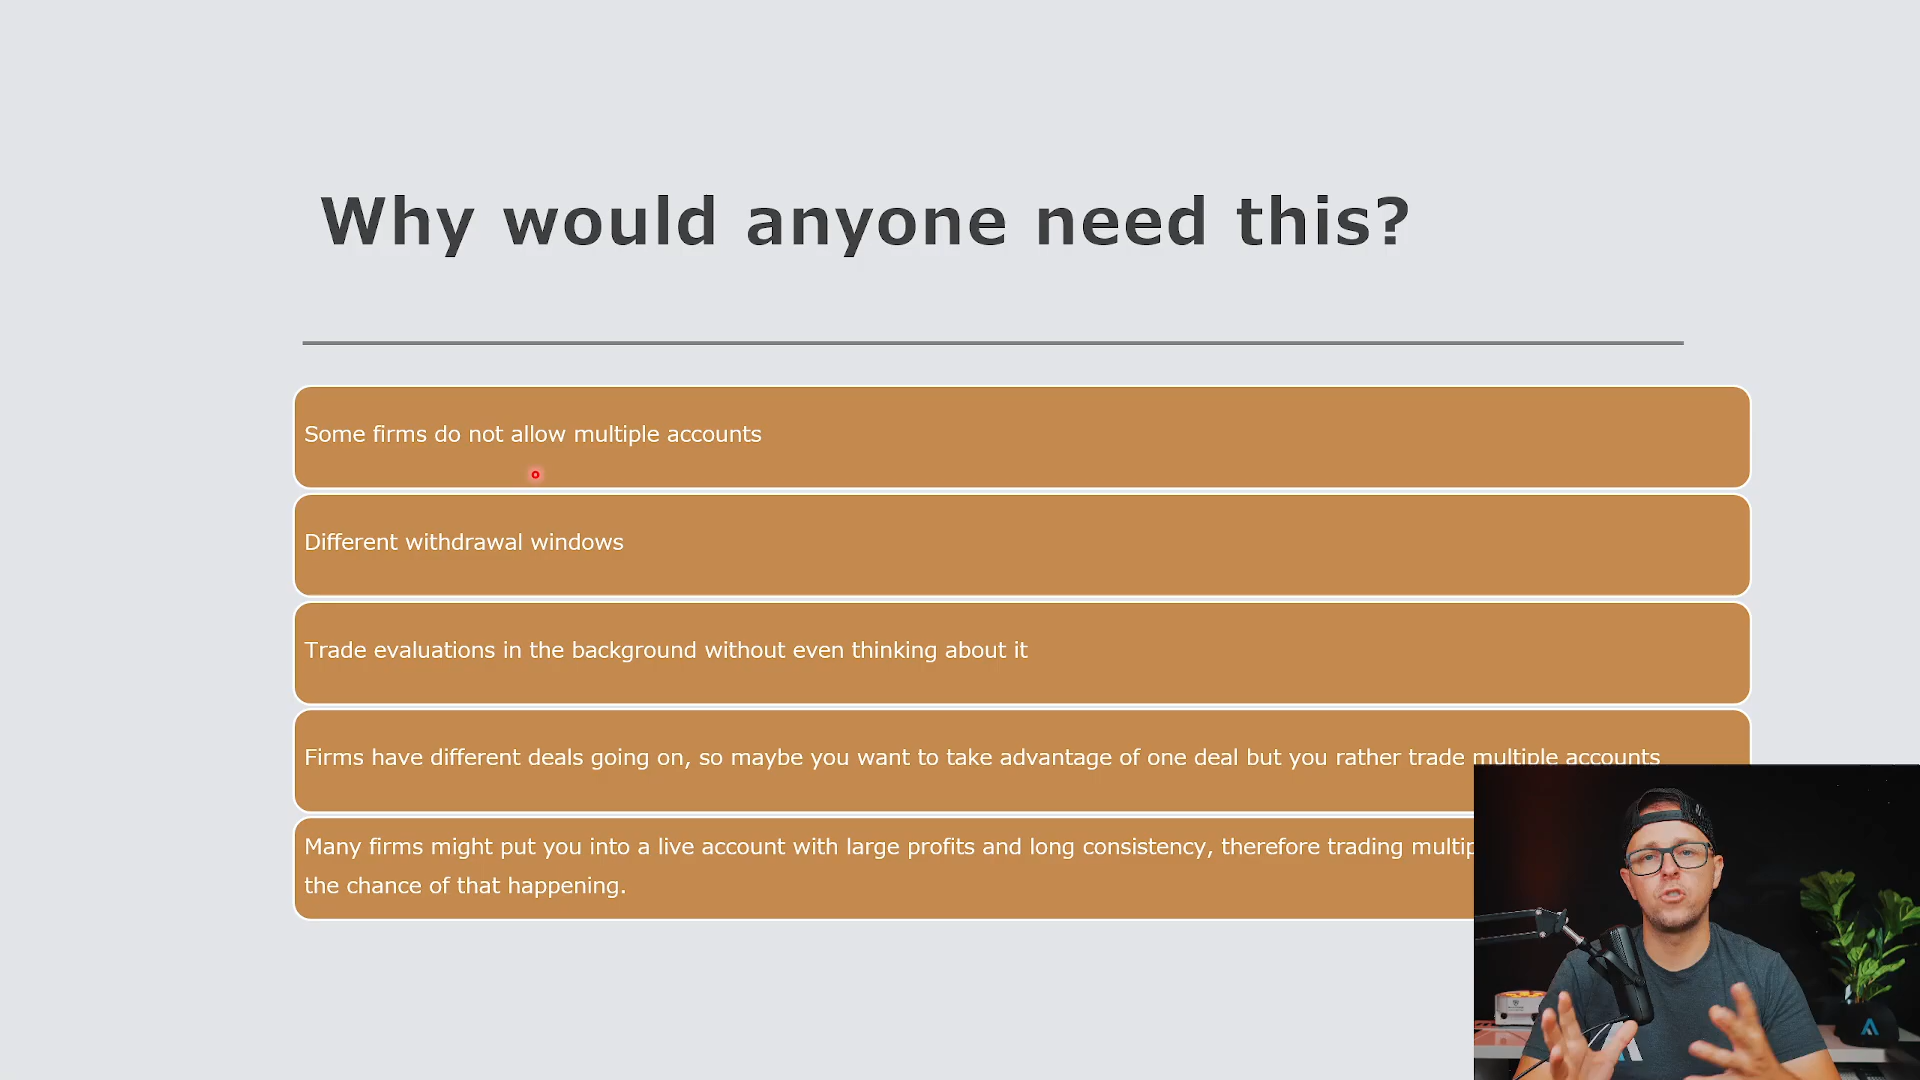 Why would anyone need this?
Some firms do not allow multiple accounts
Different withdrawal windows
Trade evaluations in the background without even thinking about it
Firms have different deals going on, so maybe you want to take advantage of one deal but you rather trade multiple accounts
Many firms might put you into a live account with large profits and long consistency, therefore trading
the chance of that happening.